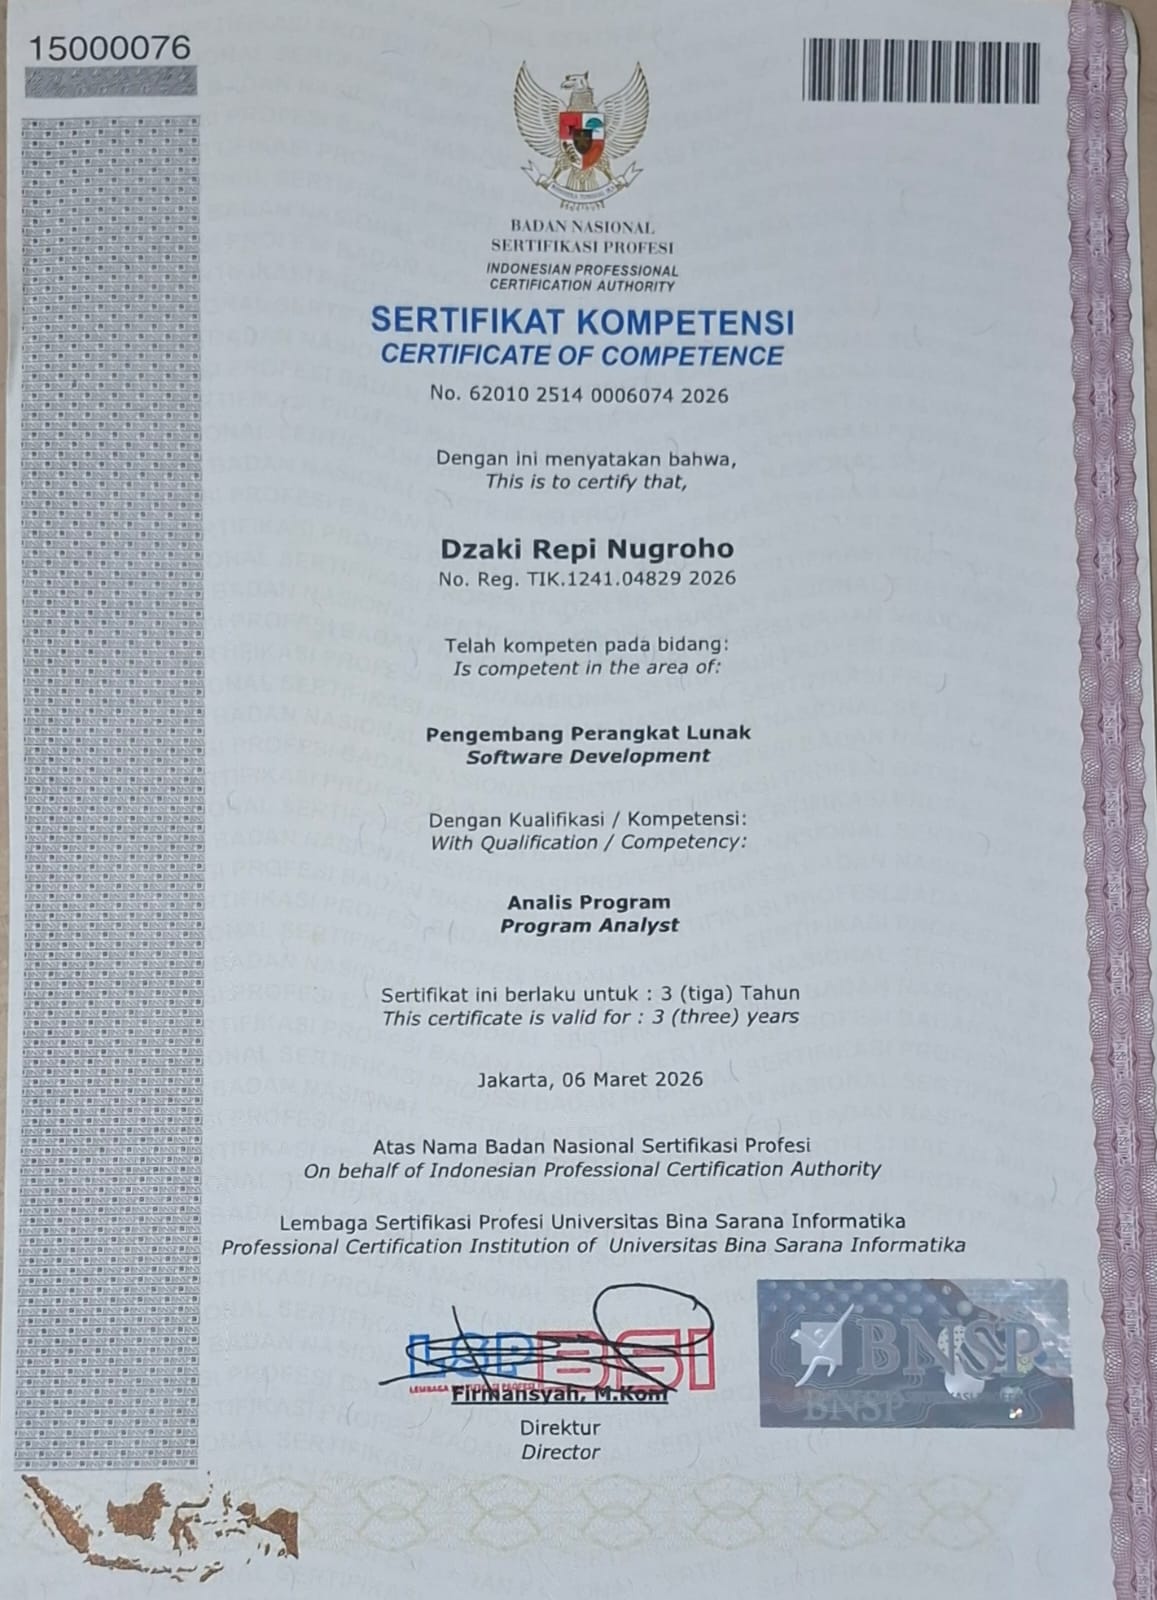 15000076
BADAN NASIONAL
SERTIFIKASI PROFESI
INDONESIAN PROFESSIONAL
CERTIFICATION AUTHORITY
SERTIFIKAT KOMPETENSI
CERTIFICATE OF COMPETENCE
No. 62010 2514 0006074 2026
Dengan ini menyatakan bahwa,
This is to certify that,
Dzaki Repi Nugroho
No. Reg. TIK.1241.04829 2026
Telah kompeten pada bidang:
Is competent in the area of:
Pengembang Perangkat Lunak
Software Development
Dengan Kualifikasi / Kompetensi:
With Qualification / Competency:
Analis Program
Program Analyst
Sertifikat ini berlaku untuk : 3 (tiga) Tahun
This certificate is valid for : 3 (three) years
Jakarta, 06 Maret 2026
Atas Nama Badan Nasional Sertifikasi Profesi
On behalf of Indonesian Professional Certification Authority
Lembaga Sertifikasi Profesi Universitas Bina Sarana Informatika
Professional Certification Institution of Universitas Bina Sarana Informatika
LSP BSI
Firmansyah, M.Kom
Direktur
Director
BNSP
BNSP